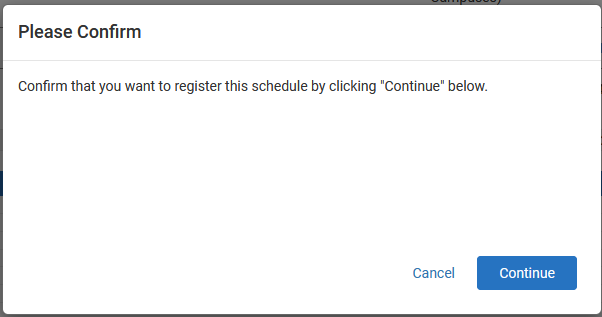 Please Confirm
Confirm that you want to register this schedule by clicking "Continue" below.
Cancel
Continue